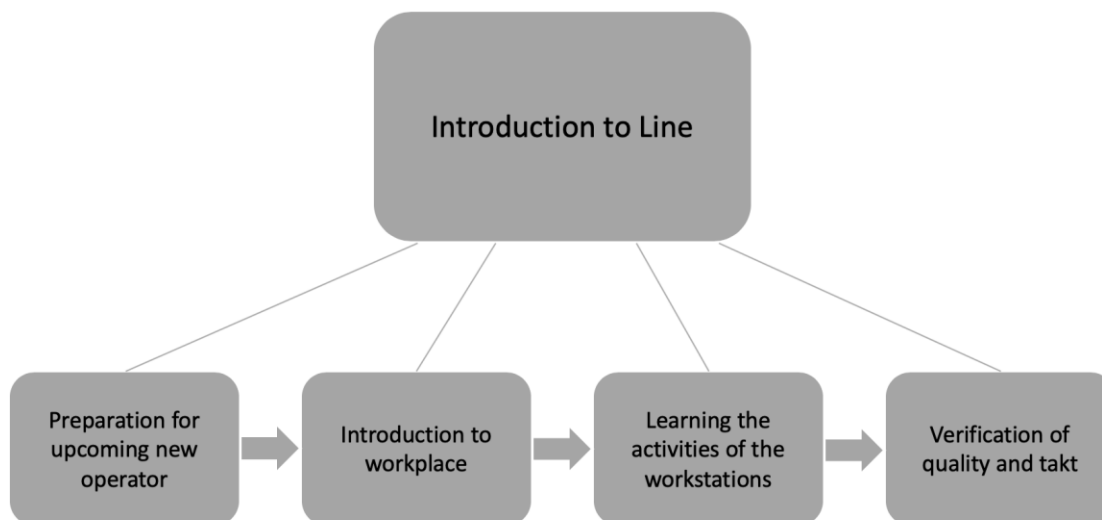 Introduction to Line
Preparation for
upcoming new
operator
Introduction to
workplace
Learning the
activities of the
workstations
Verification of
quality and takt